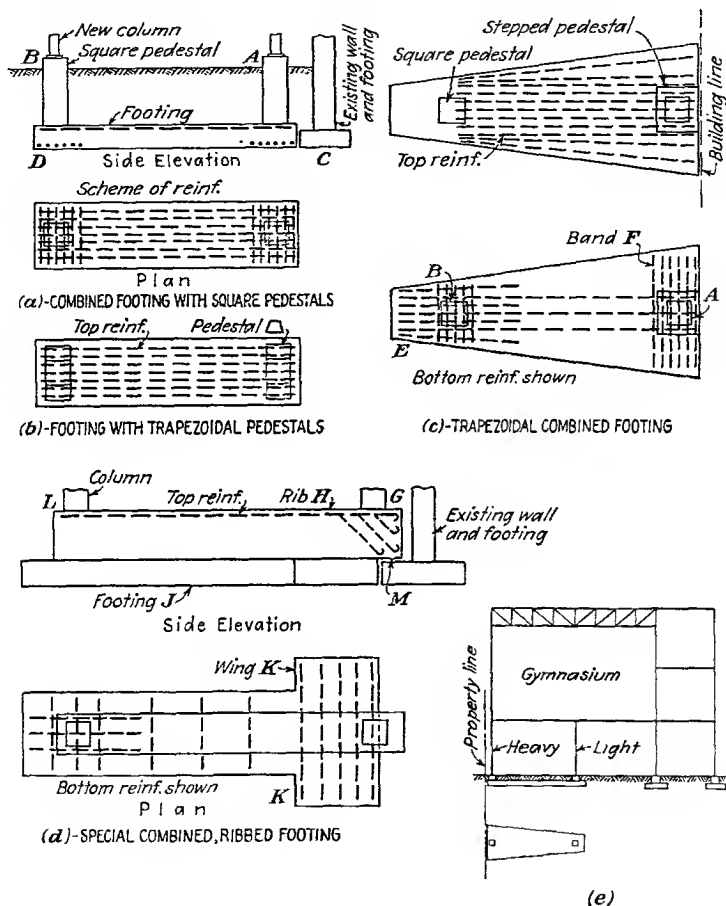 New column
B
Square pedestal
A
Existing wall
and footing
Footing
D
Side Elevation
C
Scheme of reinf.
Plan
(a)-COMBINED FOOTING WITH SQUARE PEDESTALS
Top reinf.
Pedestal
(b)-FOOTING WITH TRAPEZOIDAL PEDESTALS
Stepped pedestal
Square pedestal
Top reinf.
Building line
Band F
B
A
E
Bottom reinf. shown
(c)-TRAPEZOIDAL COMBINED FOOTING
L
Column
Top reinf.
Rib H
G
Existing wall
and footing
Footing J
M
Side Elevation
Wing K
Bottom reinf. shown
K
Plan
(d)-SPECIAL COMBINED, RIBBED FOOTING
Property line
Gymnasium
Heavy
Light
(e)